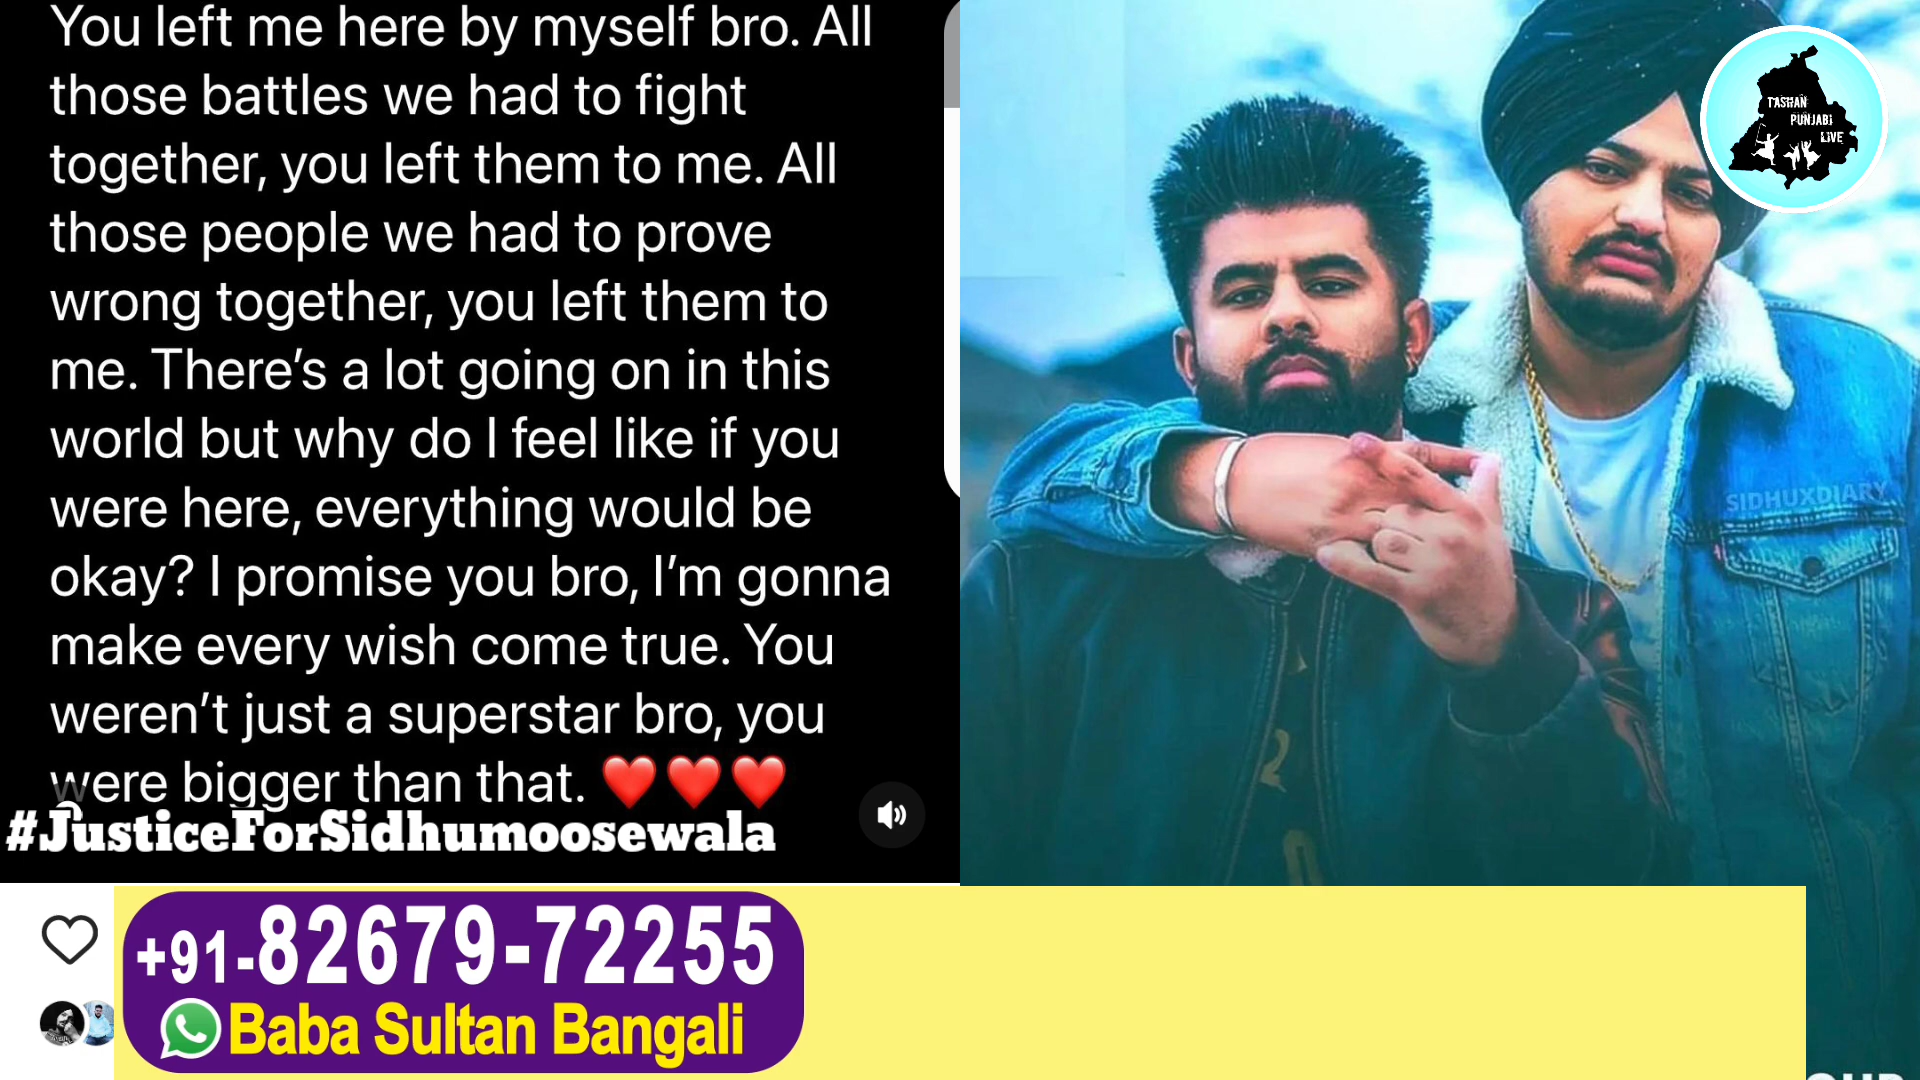 You left me here by myself bro. All
those battles we had to fight
together, you left them to me. All
those people we had to prove
wrong together, you left them to
me. There’s a lot going on in this
world but why do I feel like if you
were here, everything would be
okay? I promise you bro, I’m gonna
make every wish come true. You
weren’t just a superstar bro, you
were bigger than that. ❤️❤️❤️
#JusticeForSidhumoosewala
TASHAN
PUNJABI
LIVE
SIDHUXDIARY
+91-82679-72255
Baba Sultan Bangali